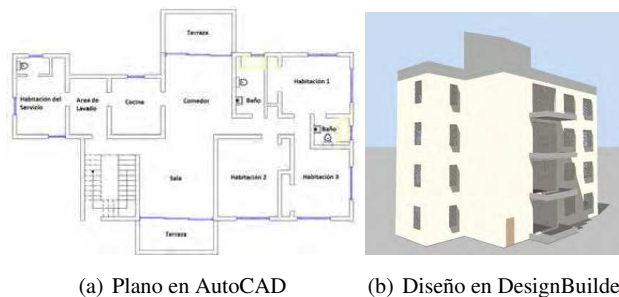 Terraza
Habitación 1
Habitación del
Servicio
Area de
Lavado
Cocina
Comedor
Baño
Baño
Sala
Habitación 2
Habitación 3
Terraza
(a) Plano en AutoCAD
(b) Diseño en DesignBuilde